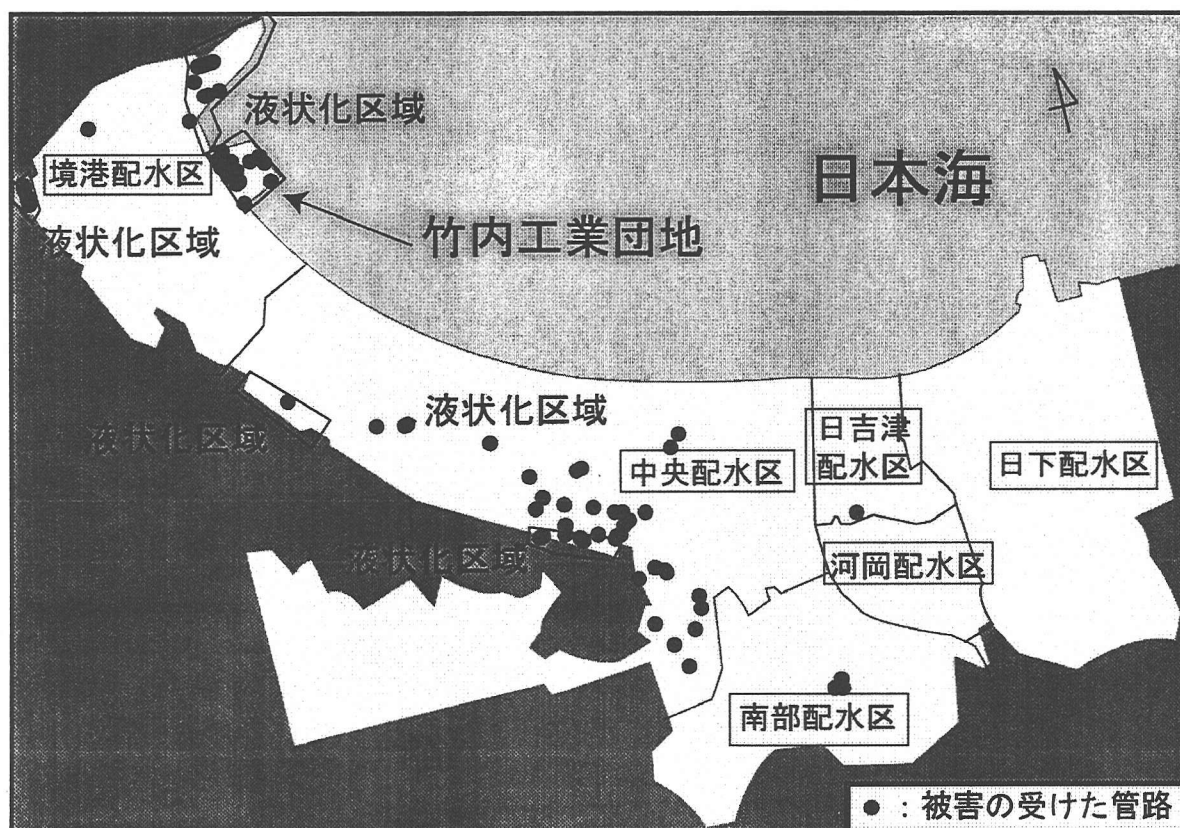 液状化区域
境港配水区
日本海
竹内工業団地
液状化区域
液状化区域
日吉津
配水区
液状化区域
中央配水区
日下配水区
液状化区域
河岡配水区
南部配水区
●：被害の受けた管路